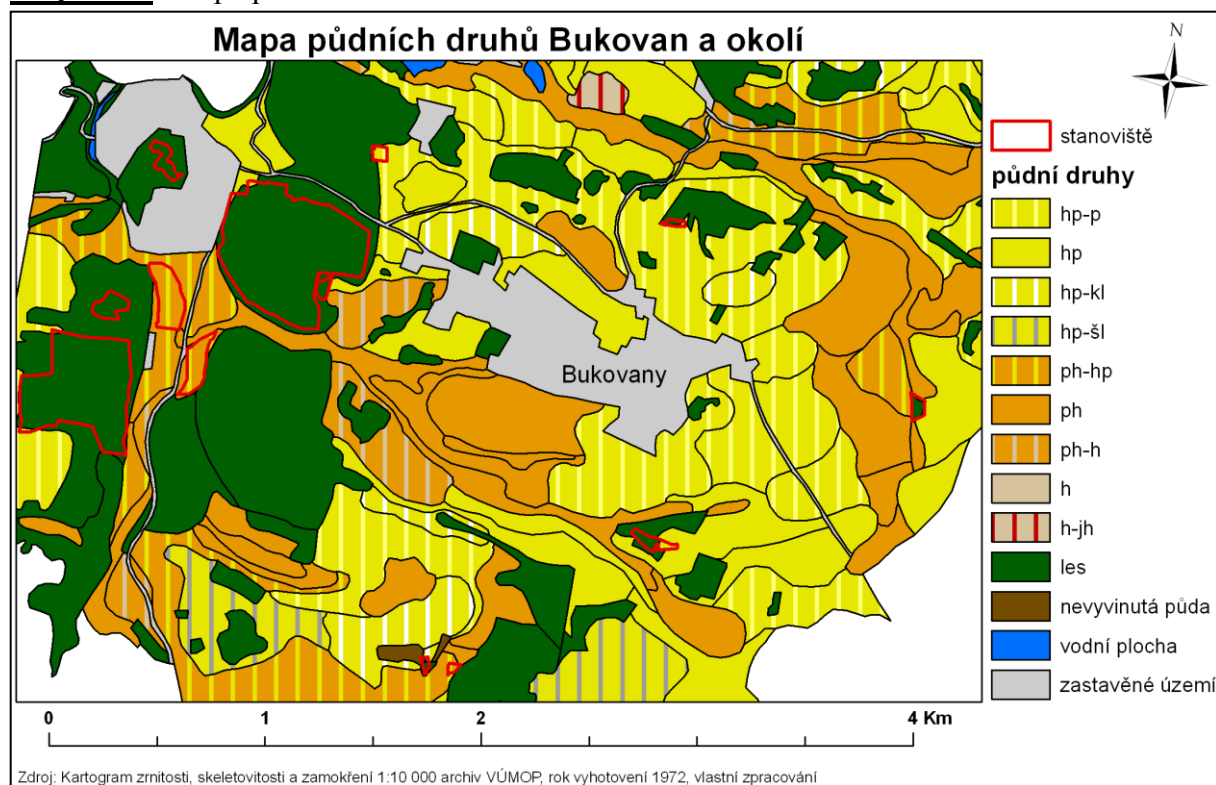 Mapa půdních druhů Bukovan a okolí
N
stanoviště
půdní druhy
hp-p
hp
hp-kl
hp-šl
ph-hp
ph
ph-h
h
h-jh
les
nevyvinutá půda
vodní plocha
zastavěné území
Bukovany
0 1 2 4 Km
Zdroj: Kartogram zrnitosti, skeletovitosti a zamokření 1:10 000 archiv VÚMOP, rok vyhotovení 1972, vlastní zpracování